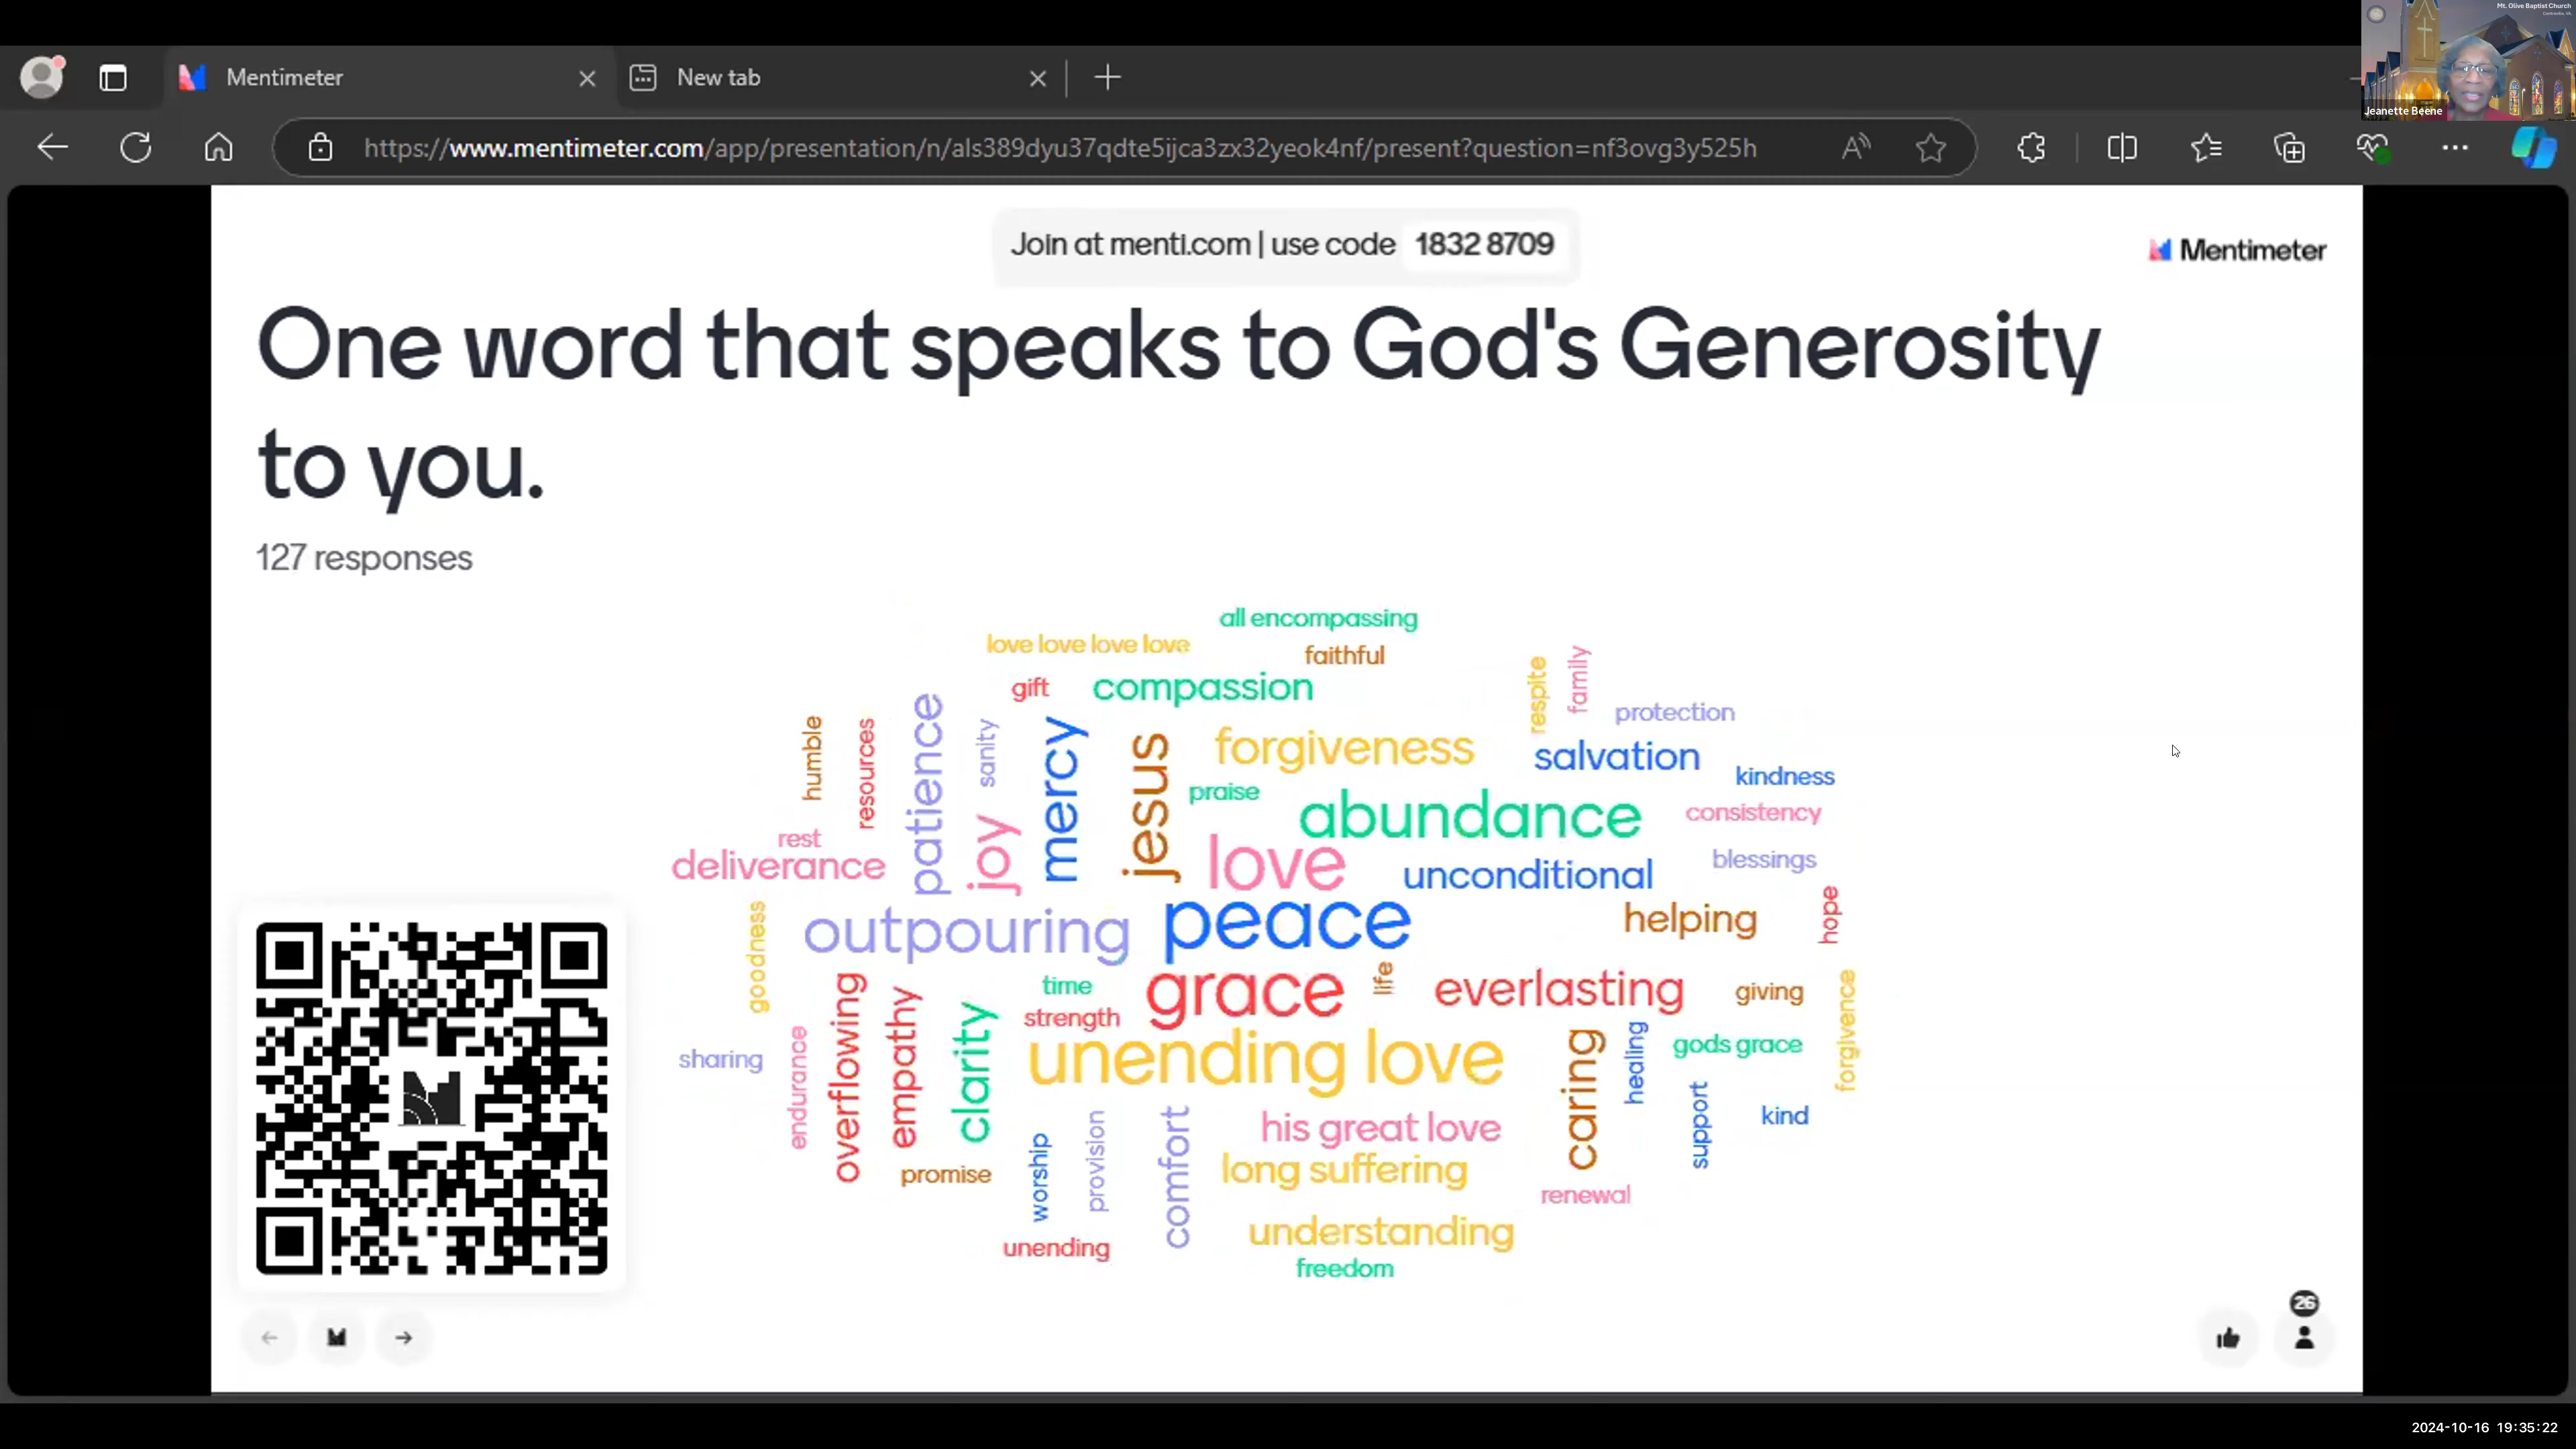 Mt. Olive Baptist Church
Mentimeter
New tab
Jeanette Beene
https://www.mentimeter.com/app/presentation/n/als389dyu37qdte5ijca3zx32yeok4nf/present?question=nf3ovg3y525h
Join at menti.com | use code 1832 8709
Mentimeter
One word that speaks to God's Generosity
to you.
127 responses
all encompassing
love love love love
faithful
gift
compassion
respite
family
protection
humble
resources
patience
sanity
mercy
jesus
forgiveness
salvation
kindness
praise
abundance
consistency
rest
deliverance
joy
love
unconditional
blessings
goodness
outpouring
peace
helping
hope
time
strength
grace
life
everlasting
giving
forgivence
sharing
endurance
overflowing
empathy
clarity
unending love
caring
healing
gods grace
support
kind
promise
worship
provision
comfort
his great love
long suffering
renewal
unending
understanding
freedom
26
2024-10-16 19:35:22